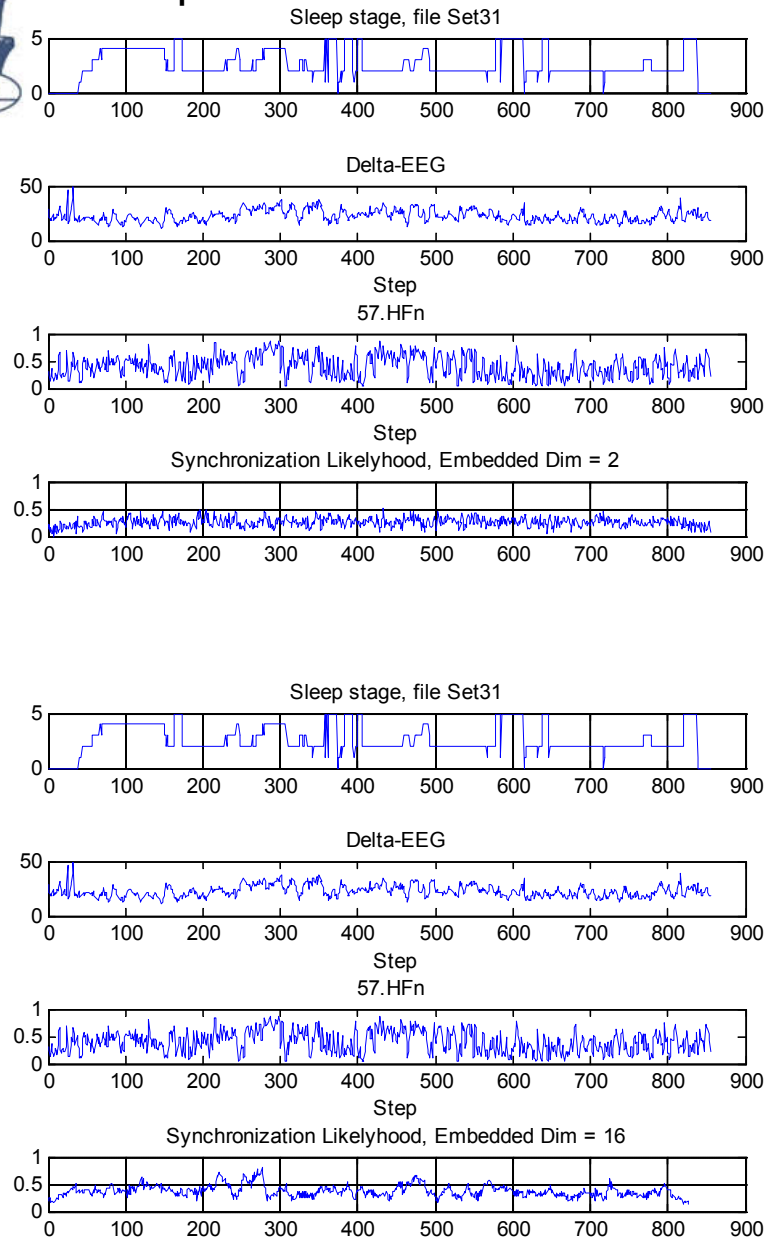 Sleep stage, file Set31
5
0
0 100 200 300 400 500 600 700 800 900
Delta-EEG
50
0
0 100 200 300 400 500 600 700 800 900
Step
57.HFn
1
0.5
0
0 100 200 300 400 500 600 700 800 900
Step
Synchronization Likelyhood, Embedded Dim = 2
1
0.5
0
0 100 200 300 400 500 600 700 800 900
Sleep stage, file Set31
5
0
0 100 200 300 400 500 600 700 800 900
Delta-EEG
50
0
0 100 200 300 400 500 600 700 800 900
Step
57.HFn
1
0.5
0
0 100 200 300 400 500 600 700 800 900
Step
Synchronization Likelyhood, Embedded Dim = 16
1
0.5
0
0 100 200 300 400 500 600 700 800 900